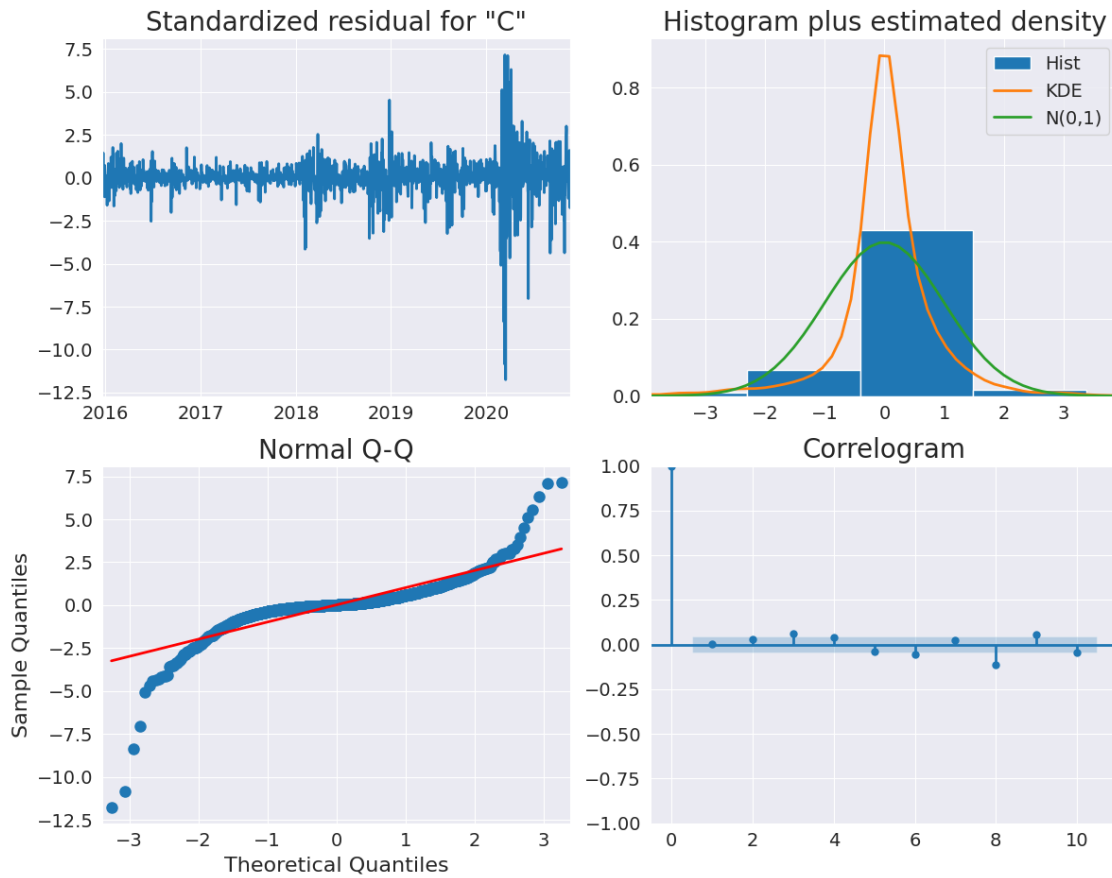 Standardized residual for "C"
7.5
5.0
2.5
0.0
−2.5
−5.0
−7.5
−10.0
−12.5
2016 2017 2018 2019 2020
Histogram plus estimated density
Hist
KDE
N(0,1)
0.8
0.6
0.4
0.2
0.0
−3 −2 −1 0 1 2 3
Normal Q-Q
Sample Quantiles
7.5
5.0
2.5
0.0
−2.5
−5.0
−7.5
−10.0
−12.5
−3 −2 −1 0 1 2 3
Theoretical Quantiles
Correlogram
1.00
0.75
0.50
0.25
0.00
−0.25
−0.50
−0.75
−1.00
0 2 4 6 8 10